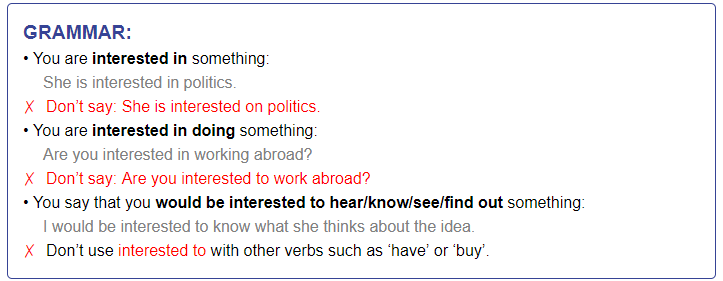 GRAMMAR:
• You are interested in something:
She is interested in politics.
✗ Don’t say: She is interested on politics.
• You are interested in doing something:
Are you interested in working abroad?
✗ Don’t say: Are you interested to work abroad?
• You say that you would be interested to hear/know/see/find out something:
I would be interested to know what she thinks about the idea.
✗ Don’t use interested to with other verbs such as ‘have’ or ‘buy’.